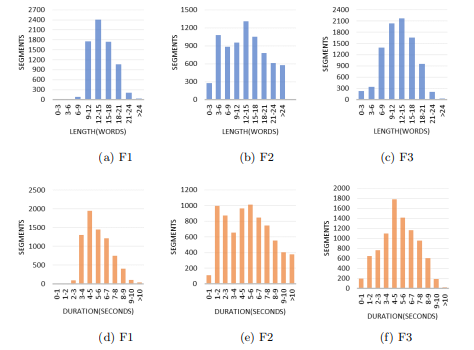 SEGMENTS
2700
2400
2100
1800
1500
1200
900
600
300
0
0-3 3-6 6-9 9-12 12-15 15-18 18-21 21-24 >24
LENGTH(WORDS)
(a) F1
SEGMENTS
1500
1200
900
600
300
0
0-3 3-6 6-9 9-12 12-15 15-18 18-21 21-24 >24
LENGTH(WORDS)
(b) F2
SEGMENTS
2400
2100
1800
1500
1200
900
600
300
0
0-3 3-6 6-9 9-12 12-15 15-18 18-21 21-24 >24
LENGTH(WORDS)
(c) F3
SEGMENTS
2500
2000
1500
1000
500
0
0-1 1-2 2-3 3-4 4-5 5-6 6-7 7-8 8-9 9-10 >10
DURATION(SECONDS)
(d) F1
SEGMENTS
1200
1000
800
600
400
200
0
0-1 1-2 2-3 3-4 4-5 5-6 6-7 7-8 8-9 9-10 >10
DURATION(SECONDS)
(e) F2
SEGMENTS
2000
1800
1600
1400
1200
1000
800
600
400
200
0
0-1 1-2 2-3 3-4 4-5 5-6 6-7 7-8 8-9 9-10 >10
DURATION(SECONDS)
(f) F3